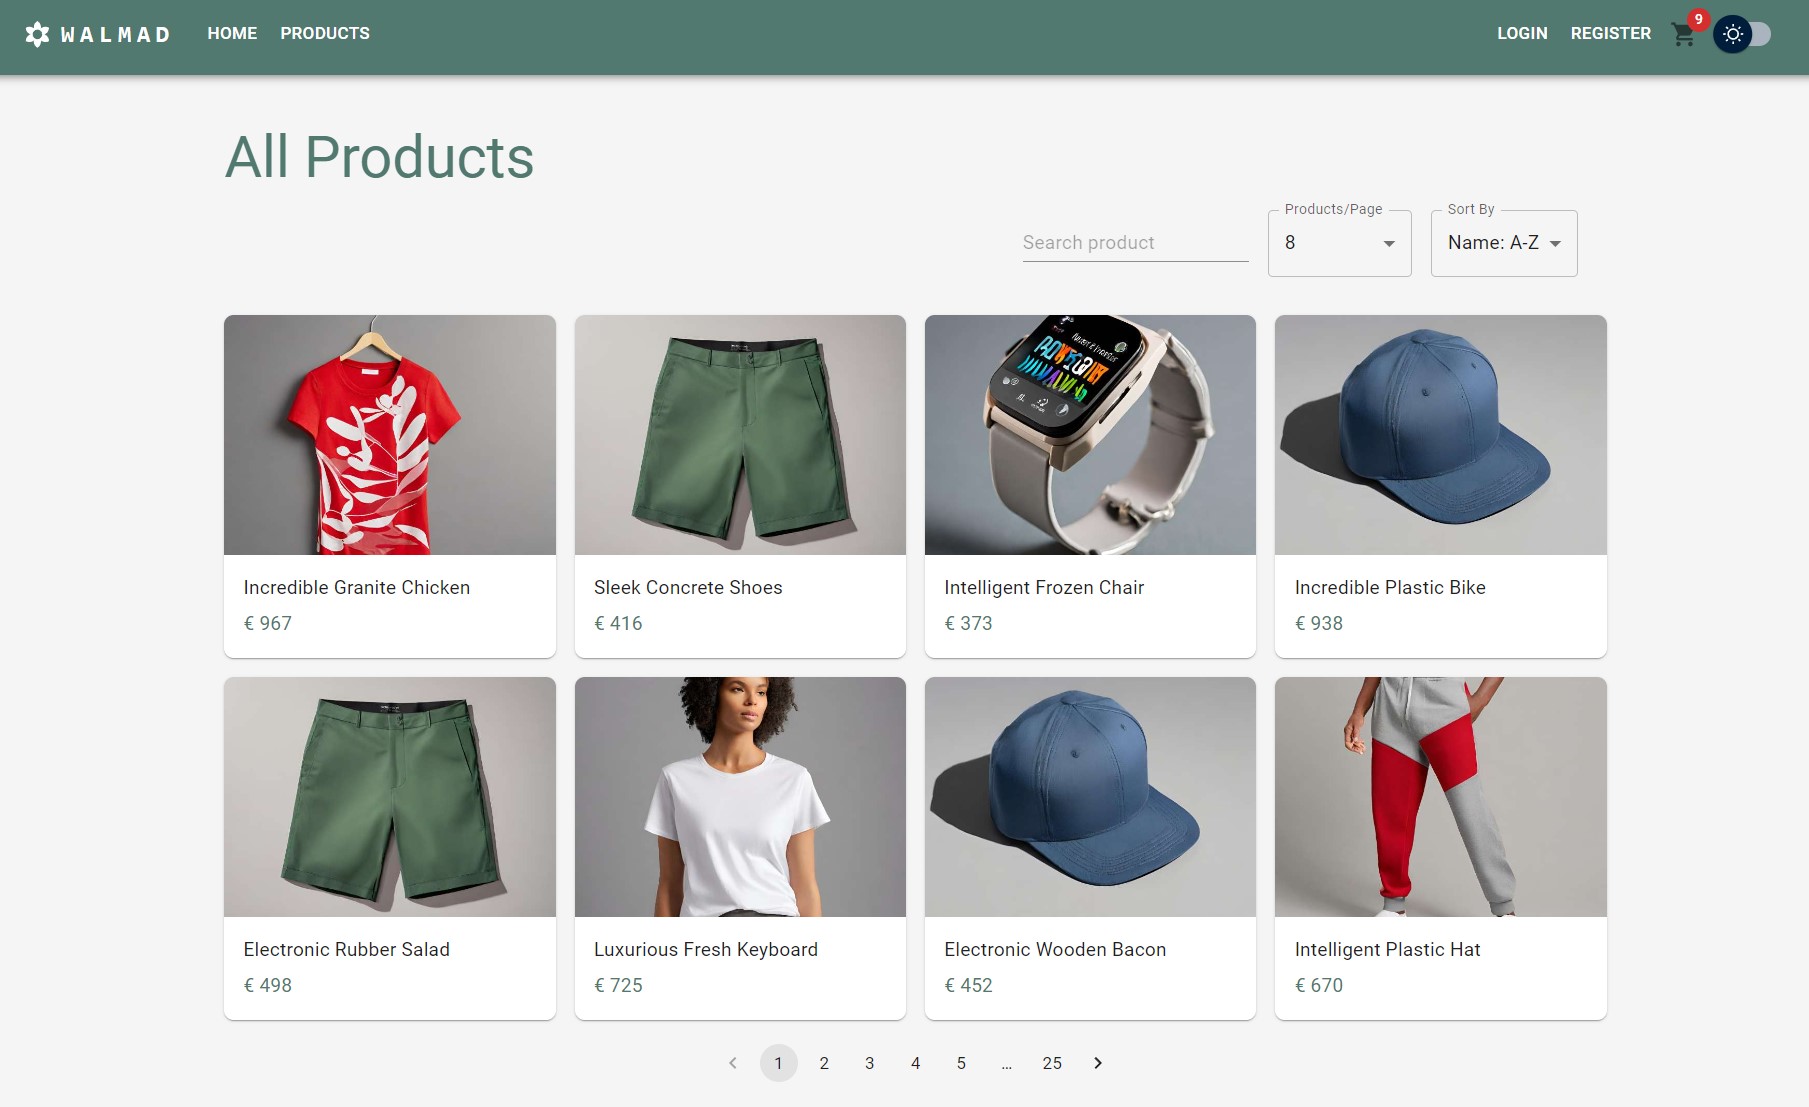 WALMAD HOME PRODUCTS LOGIN REGISTER 9
All Products
Products/Page Sort By
Search product 8 Name: A-Z
Incredible Granite Chicken
€ 967
Sleek Concrete Shoes
€ 416
Intelligent Frozen Chair
€ 373
Incredible Plastic Bike
€ 938
Electronic Rubber Salad
€ 498
Luxurious Fresh Keyboard
€ 725
Electronic Wooden Bacon
€ 452
Intelligent Plastic Hat
€ 670
1 2 3 4 5 … 25